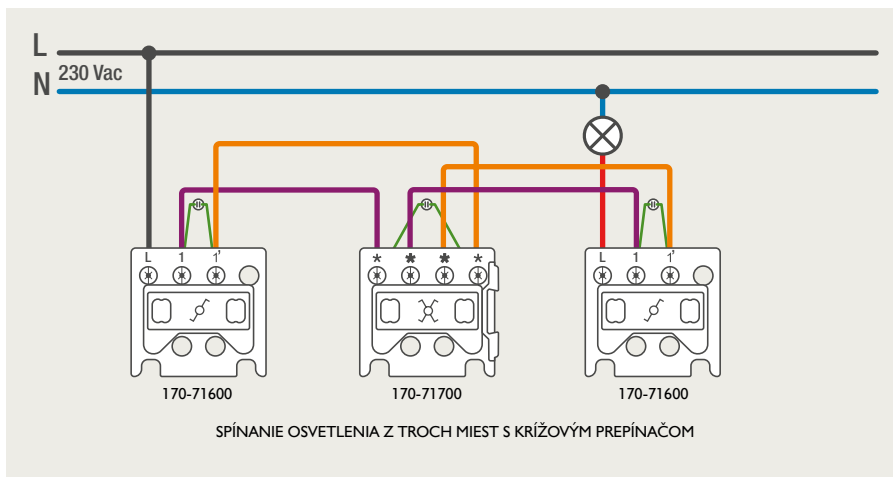 L
230 Vac
N
L 1 1’ * * * * L 1 1’
170-71600 170-71700 170-71600
SPÍNANIE OSVETLENIA Z TROCH MIEST S KRÍŽOVÝM PREPÍNAČOM